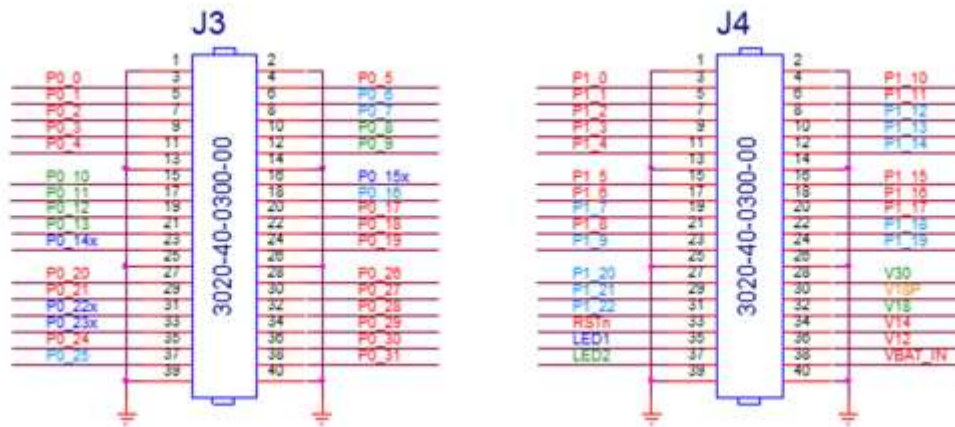 J3
1 2
P0_0 3 4 P0_5
P0_1 5 6 P0_6
P0_2 7 8 P0_7
P0_3 9 10 P0_8
P0_4 11 12 P0_9
13 14
P0_10 15 16 P0_15x
P0_11 17 18 P0_16
P0_12 19 20 P0_17
P0_13 21 22 P0_18
P0_14x 23 24 P0_19
25 26
P0_20 27 28 P0_26
P0_21 29 30 P0_27
P0_22x 31 32 P0_28
P0_23x 33 34 P0_29
P0_24 35 36 P0_30
P0_25 37 38 P0_31
39 40
3020-40-0300-00
J4
1 2
P1_0 3 4 P1_10
P1_1 5 6 P1_11
P1_2 7 8 P1_12
P1_3 9 10 P1_13
P1_4 11 12 P1_14
13 14
P1_5 15 16 P1_15
P1_6 17 18 P1_16
P1_7 19 20 P1_17
P1_8 21 22 P1_18
P1_9 23 24 P1_19
25 26
P1_20 27 28 V30
P1_21 29 30 V18P
P1_22 31 32 V18
RSTn 33 34 V14
LED1 35 36 V12
LED2 37 38 VBAT_IN
39 40
3020-40-0300-00